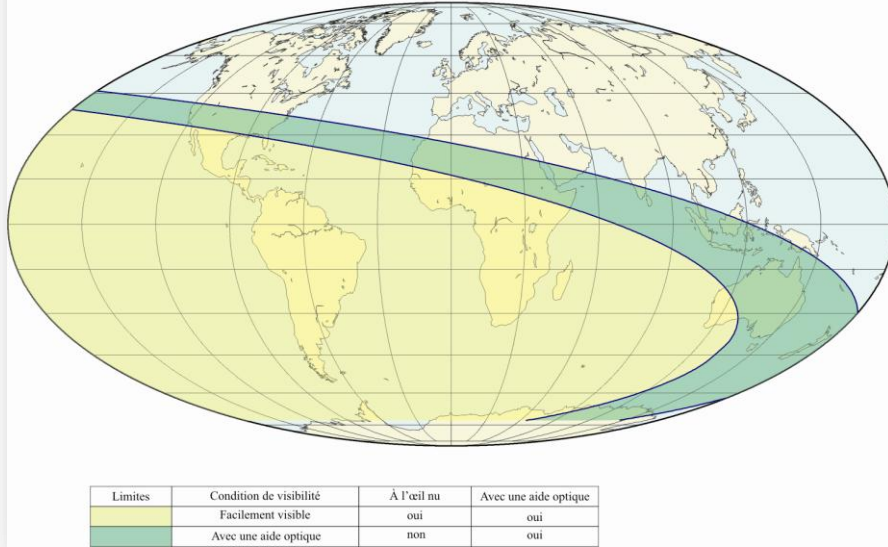 Limites Condition de visibilité À l’œil nu Avec une aide optique
Facilement visible oui oui
Avec une aide optique non oui